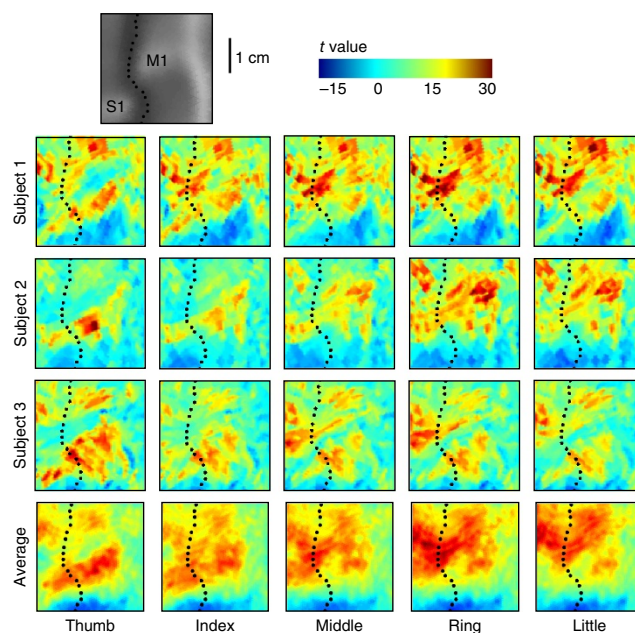 M1
S1
1 cm
t value
−15 0 15 30
Subject 1
Subject 2
Subject 3
Average
Thumb Index Middle Ring Little